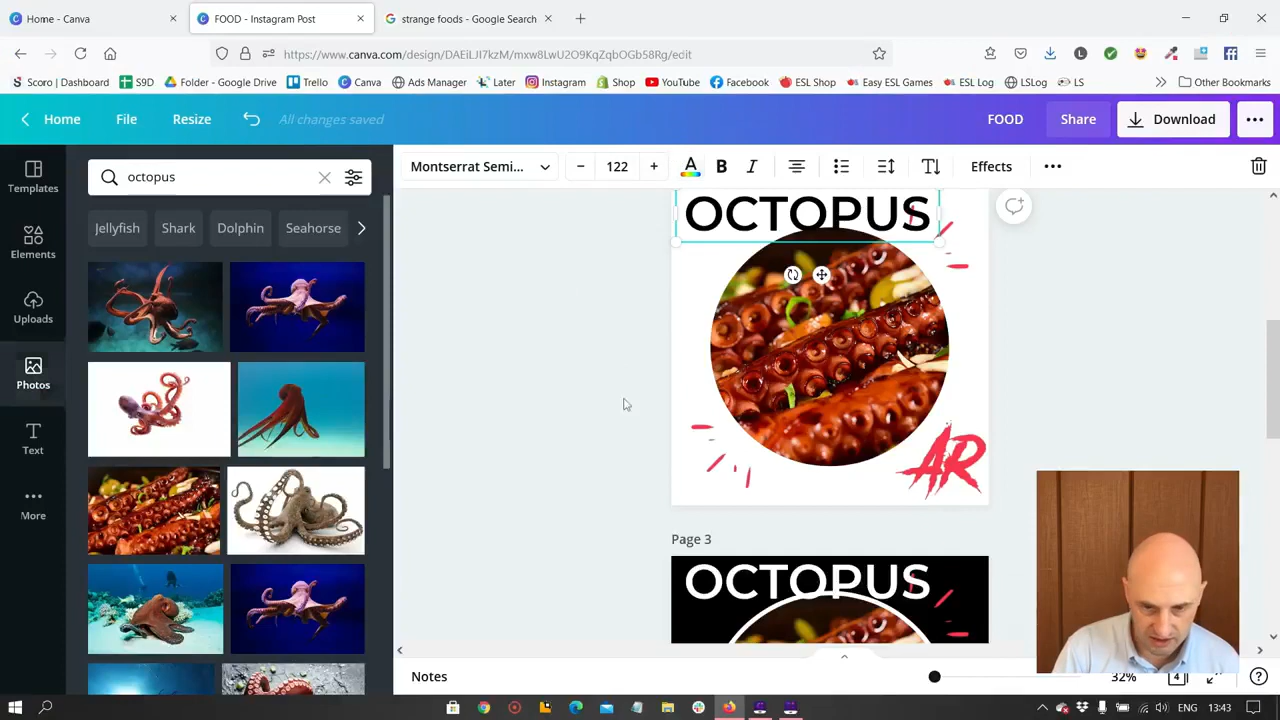 Home - Canva
FOOD - Instagram Post
strange foods - Google Search
https://www.canva.com/design/DAEiLJI7kzM/mxw8LwU2O9KqZqbOGb58Rg/edit
Scoro | Dashboard
S9D
Folder - Google Drive
Trello
Canva
Ads Manager
Later
Instagram
Shop
YouTube
Facebook
ESL Shop
Easy ESL Games
ESL Log
LSLog
LS
Other Bookmarks
Home
File
Resize
All changes saved
FOOD
Share
Download
Templates
Elements
Uploads
Photos
Text
More
octopus
Jellyfish
Shark
Dolphin
Seahorse
Montserrat Semi...
122
A
B
I
Effects
OCTOPUS
AR
Page 3
OCTOPUS
Notes
32%
4
ENG
13:43